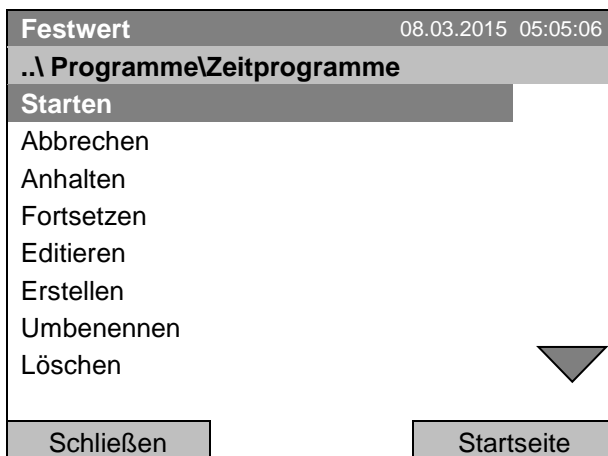 Festwert 08.03.2015 05:05:06
..\ Programme\Zeitprogramme
Starten
Abbrechen
Anhalten
Fortsetzen
Editieren
Erstellen
Umbenennen
Löschen
Schließen Startseite